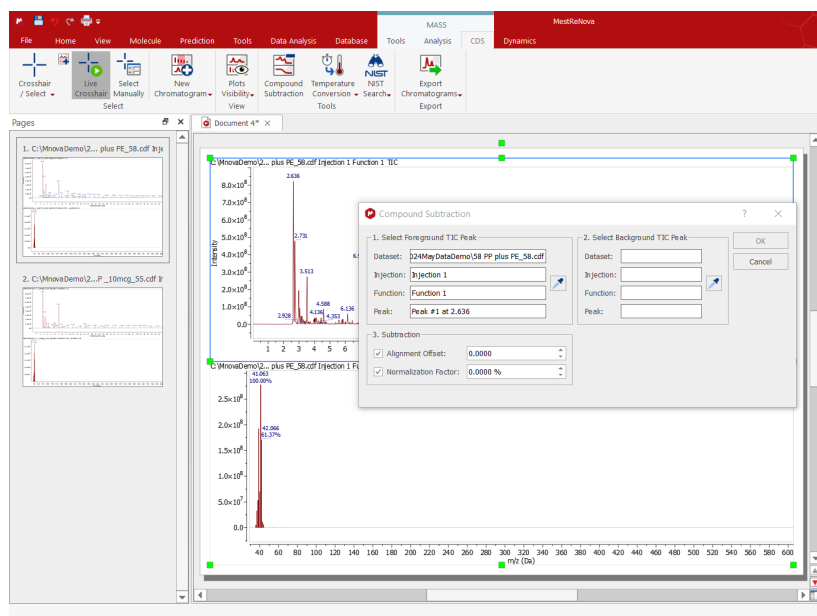 MASS
MestReNova
File Home View Molecule Prediction Tools Data Analysis Database Tools Analysis CDS Dynamics
Crosshair / Select
Live Crosshair
Select Manually
New Chromatogram
Plots Visibility
Compound Subtraction
Temperature Conversion
NIST
NIST Search
Export Chromatograms
Select
View
Tools
Export
Pages
Document 4*
1. C:\MnovaDemo\2... plus PE_58.cdf Inje
2. C:\MnovaDemo\2...P _10mcg_55.cdf Ir
C:\MnovaDemo\2... plus PE_58.cdf Injection 1 Function 1 TIC
Intensity
8.0×10⁸
7.0×10⁸
6.0×10⁸
5.0×10⁸
4.0×10⁸
3.0×10⁸
2.0×10⁸
1.0×10⁸
0.0
2.636
2.731
3.513
2.928
4.136
4.588
4.353
6.136
1 2 3 4 5 6
Compound Subtraction
? ×
1. Select Foreground TIC Peak
Dataset: 024MayDataDemo\58 PP plus PE_58.cdf
Injection: Injection 1
Function: Function 1
Peak: Peak #1 at 2.636
2. Select Background TIC Peak
Dataset:
Injection:
Function:
Peak:
OK
Cancel
3. Subtraction
Alignment Offset: 0.0000
Normalization Factor: 0.0000 %
C:\MnovaDemo\2... plus PE_58.cdf Injection 1 Fu
41.063
100.00%
42.066
61.37%
2.5×10⁸
2.0×10⁸
1.5×10⁸
1.0×10⁸
5.0×10⁷
0.0
40 60 80 100 120 140 160 180 200 220 240 260 280 300 320 340 360 380 400 420 440 460 480 500 520 540 560 580 600
m/z (Da)